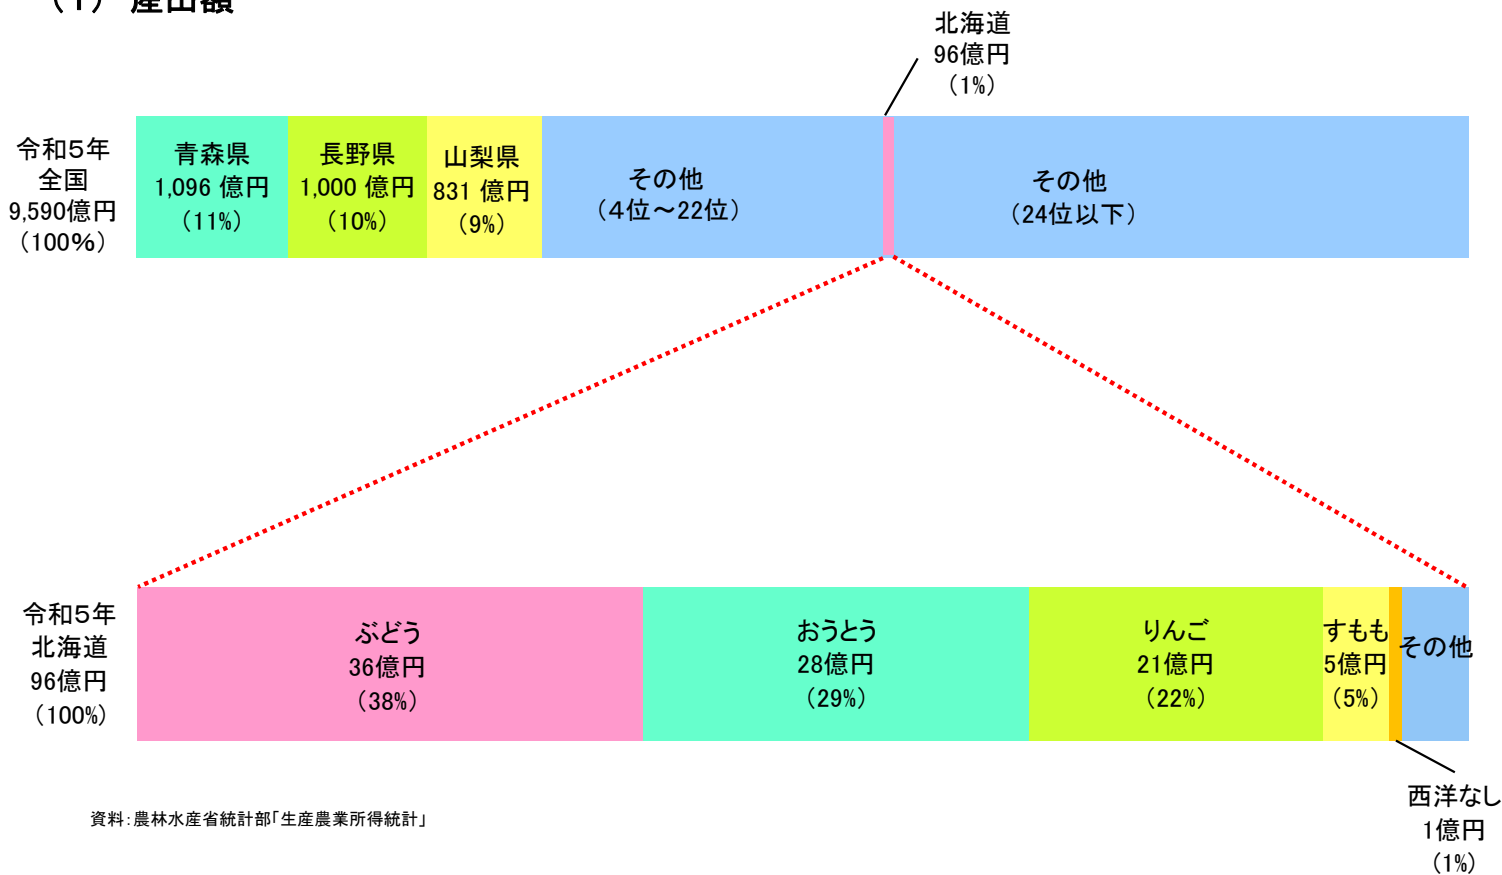 （1） 産出額
北海道
96億円
（1%）
令和５年
全国
9,590億円
（100％）
青森県
1,096 億円
（11%）
長野県
1,000 億円
（10%）
山梨県
831 億円
（9%）
その他
（４位～22位）
その他
（24位以下）
令和５年
北海道
96億円
（100%）
ぶどう
36億円
（38%）
おうとう
28億円
（29%）
りんご
21億円
（22%）
すもも
5億円
（5%）
その他
西洋なし
1億円
（1%）
資料：農林水産省統計部「生産農業所得統計」